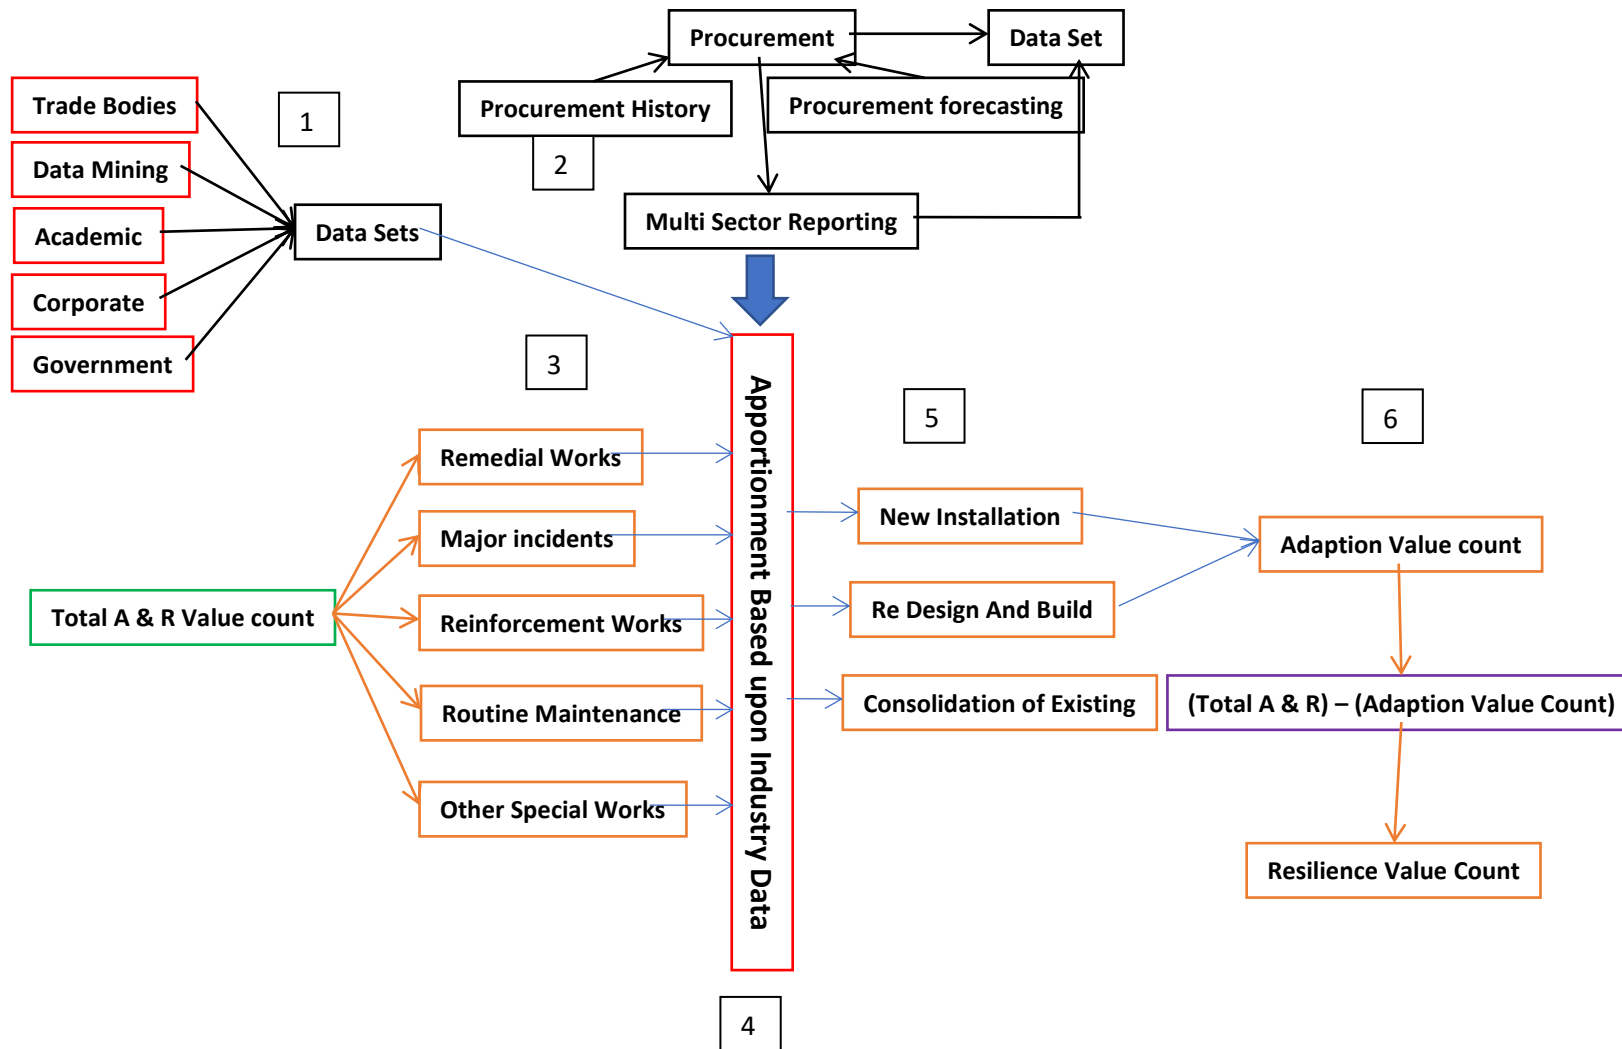 Procurement
Data Set
Trade Bodies
1
Procurement History
Procurement forecasting
Data Mining
2
Academic
Data Sets
Multi Sector Reporting
Corporate
Government
3
Apportionment Based upon Industry Data
5
6
Remedial Works
New Installation
Major incidents
Adaption Value count
Total A & R Value count
Reinforcement Works
Re Design And Build
Routine Maintenance
Consolidation of Existing
(Total A & R) – (Adaption Value Count)
Other Special Works
Resilience Value Count
4